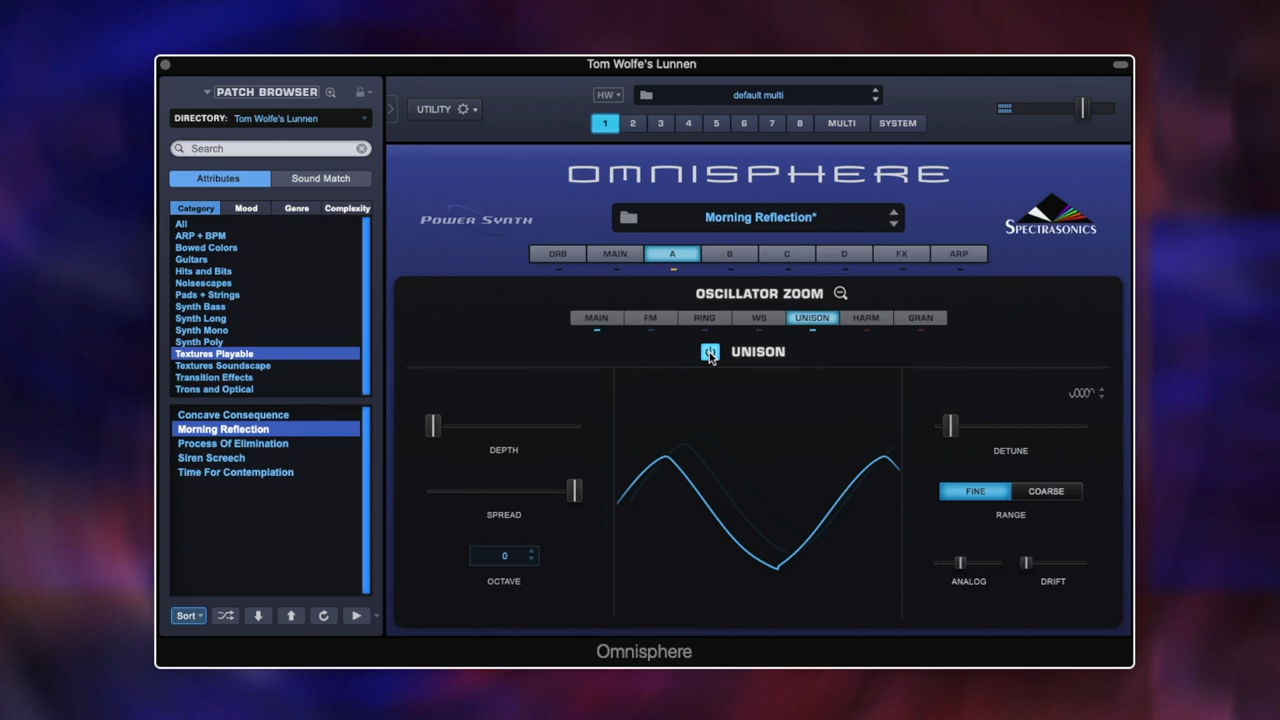 Tom Wolfe's Lunnen
PATCH BROWSER
DIRECTORY: Tom Wolfe's Lunnen
Search
Attributes Sound Match
Category Mood Genre Complexity
All
ARP + BPM
Bowed Colors
Guitars
Hits and Bits
Noisescapes
Pads + Strings
Synth Bass
Synth Long
Synth Mono
Synth Poly
Textures Playable
Textures Soundscape
Transition Effects
Trons and Optical
Concave Consequence
Morning Reflection
Process Of Elimination
Siren Screech
Time For Contemplation
Sort
UTILITY
HW default multi
1 2 3 4 5 6 7 8 MULTI SYSTEM
OMNISPHERE
POWER SYNTH
Morning Reflection*
SPECTRASONICS
ORB MAIN A B C D FX ARP
OSCILLATOR ZOOM
MAIN FM RING WS UNISON HARM GRAN
UNISON
DEPTH
SPREAD
0
OCTAVE
DETUNE
FINE COARSE
RANGE
ANALOG DRIFT
Omnisphere